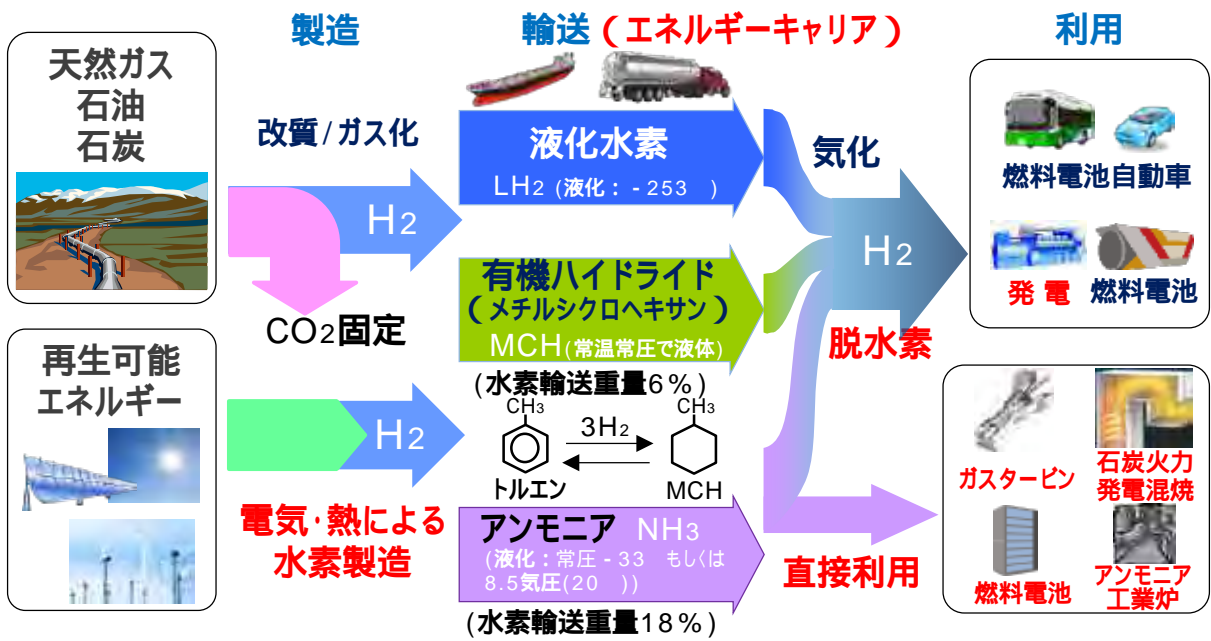 製造
輸送(エネルギーキャリア)
利用
天然ガス
石油
石炭
改質/ガス化
H2
CO2固定
再生可能
エネルギー
H2
電気・熱による
水素製造
液化水素
LH2 (液化: -253 )
有機ハイドライド
(メチルシクロヘキサン)
MCH(常温常圧で液体)
(水素輸送重量6%)
CH3
3H2
CH3
トルエン
MCH
アンモニア NH3
(液化:常圧 -33 もしくは
8.5気圧(20 ))
(水素輸送重量18%)
気化
H2
脱水素
直接利用
燃料電池自動車
発電
燃料電池
ガスタービン
石炭火力
発電混焼
燃料電池
アンモニア
工業炉